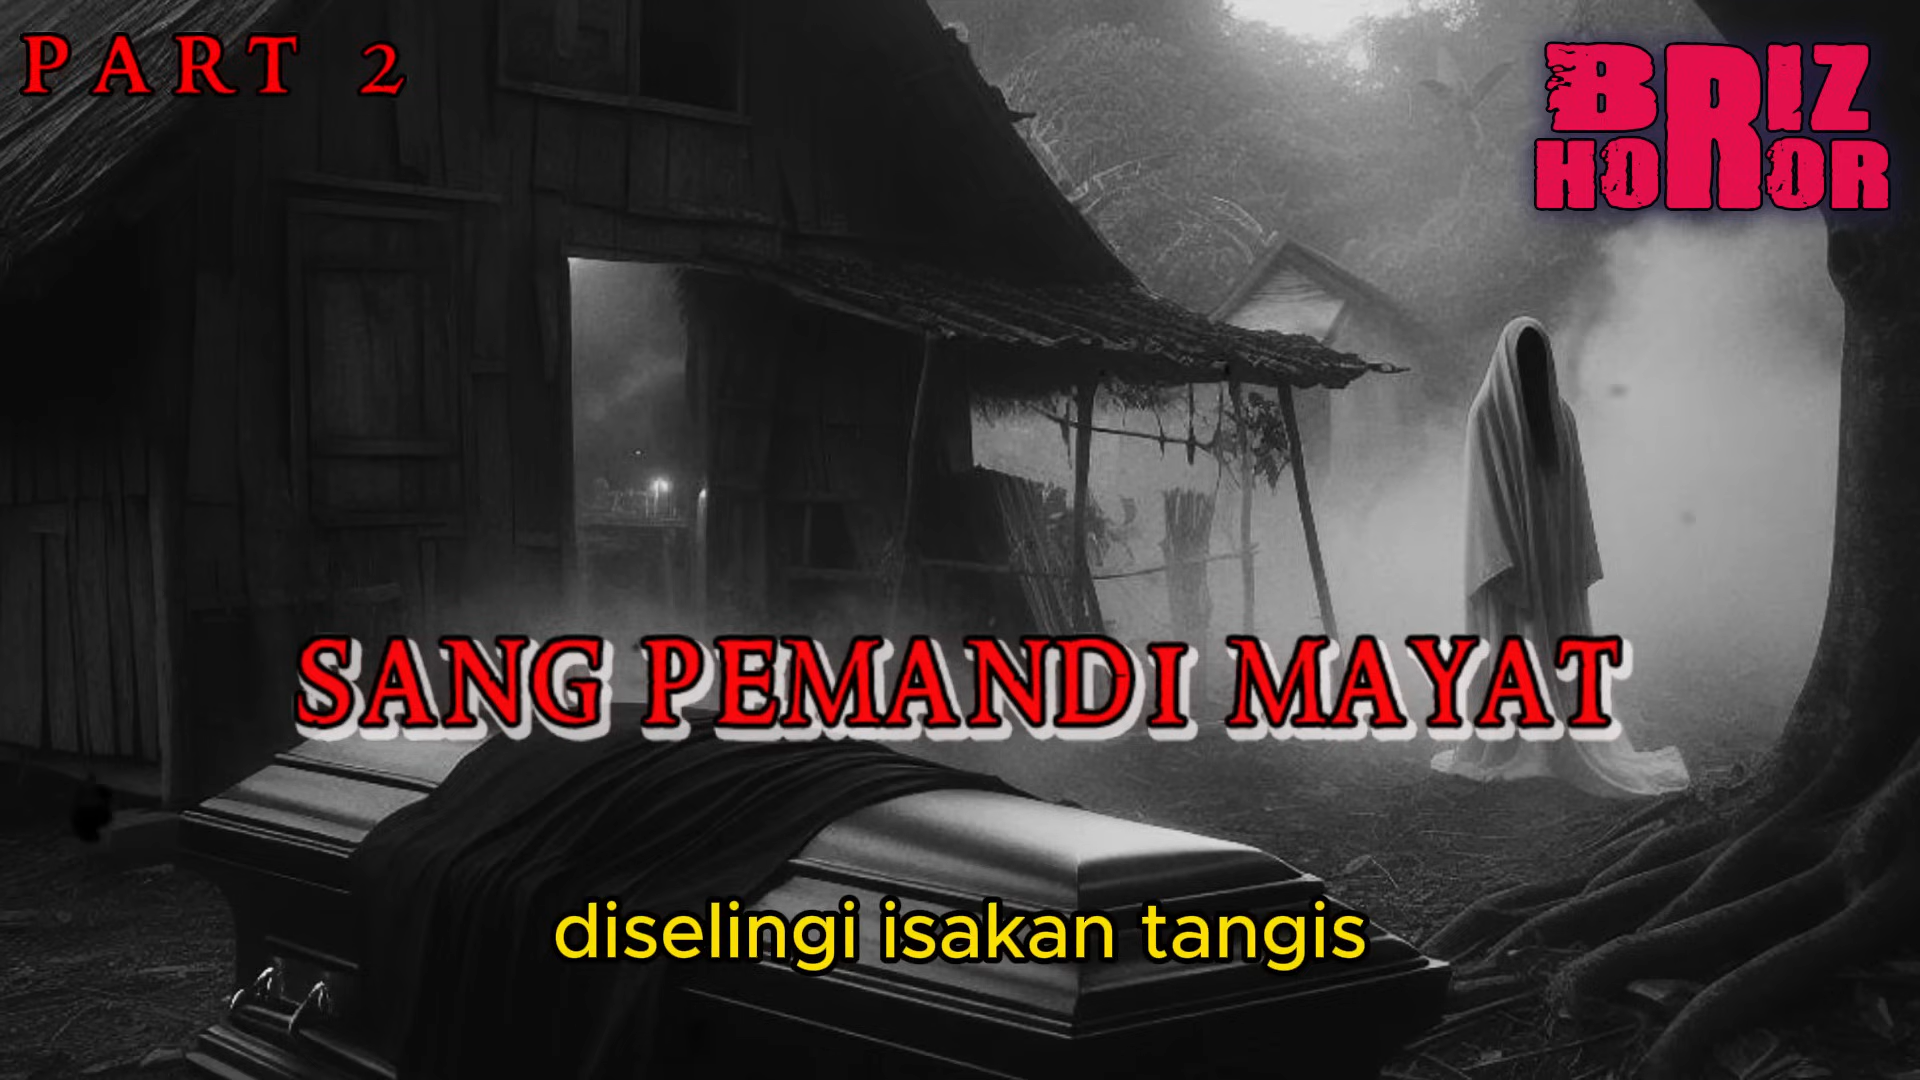 PART 2
BRIZ
HORROR
SANG PEMANDI MAYAT
diselingi isakan tangis